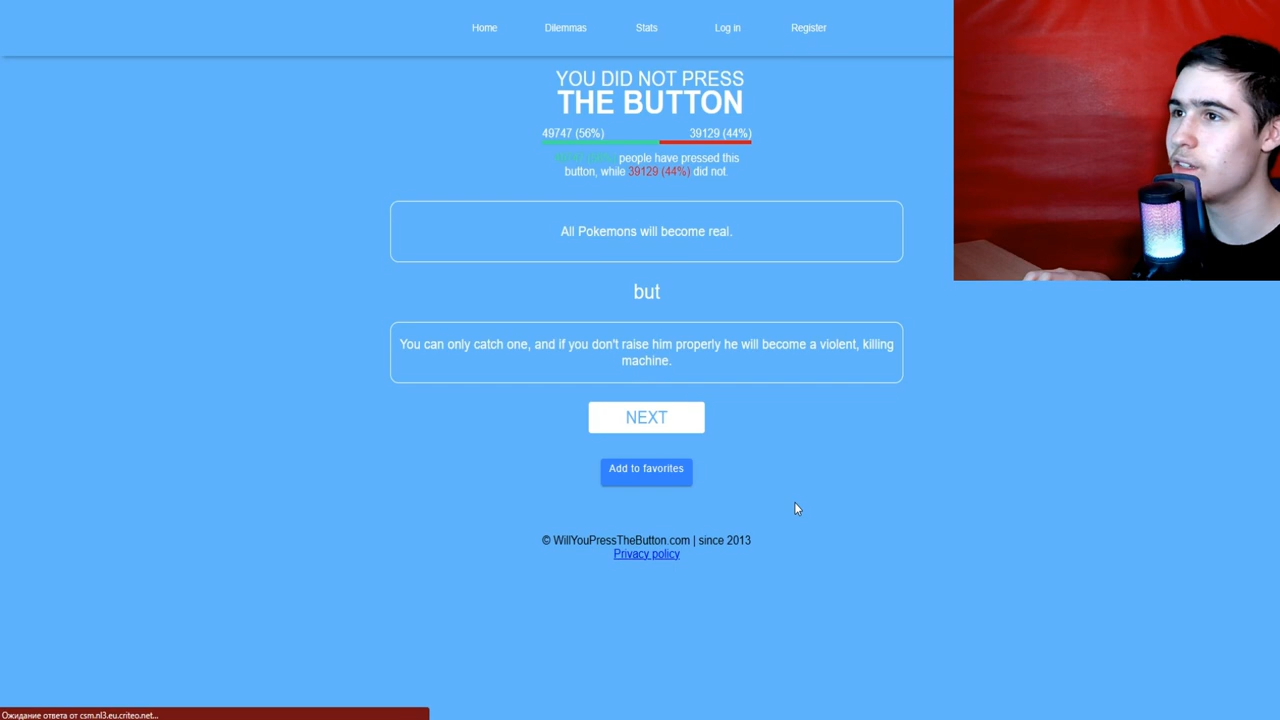 Home Dilemmas Stats Log in Register
YOU DID NOT PRESS
THE BUTTON
49747 (56%) 39129 (44%)
people have pressed this
button, while 39129 (44%) did not.
All Pokemons will become real.
but
You can only catch one, and if you don't raise him properly he will become a violent, killing
machine.
NEXT
Add to favorites
© WillYouPressTheButton.com | since 2013
Privacy policy
Ожидание ответа от csm.nl3.eu.criteo.net...